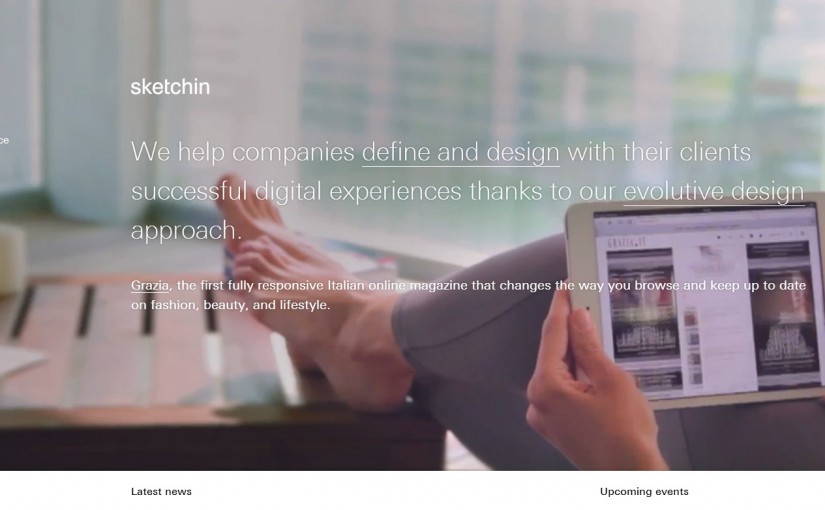 sketchin
ce
We help companies define and design with their clients
successful digital experiences thanks to our evolutive design
approach.
GRAZIA.IT
Grazia, the first fully responsive Italian online magazine that changes the way you browse and keep up to date
on fashion, beauty, and lifestyle.
Latest news
Upcoming events